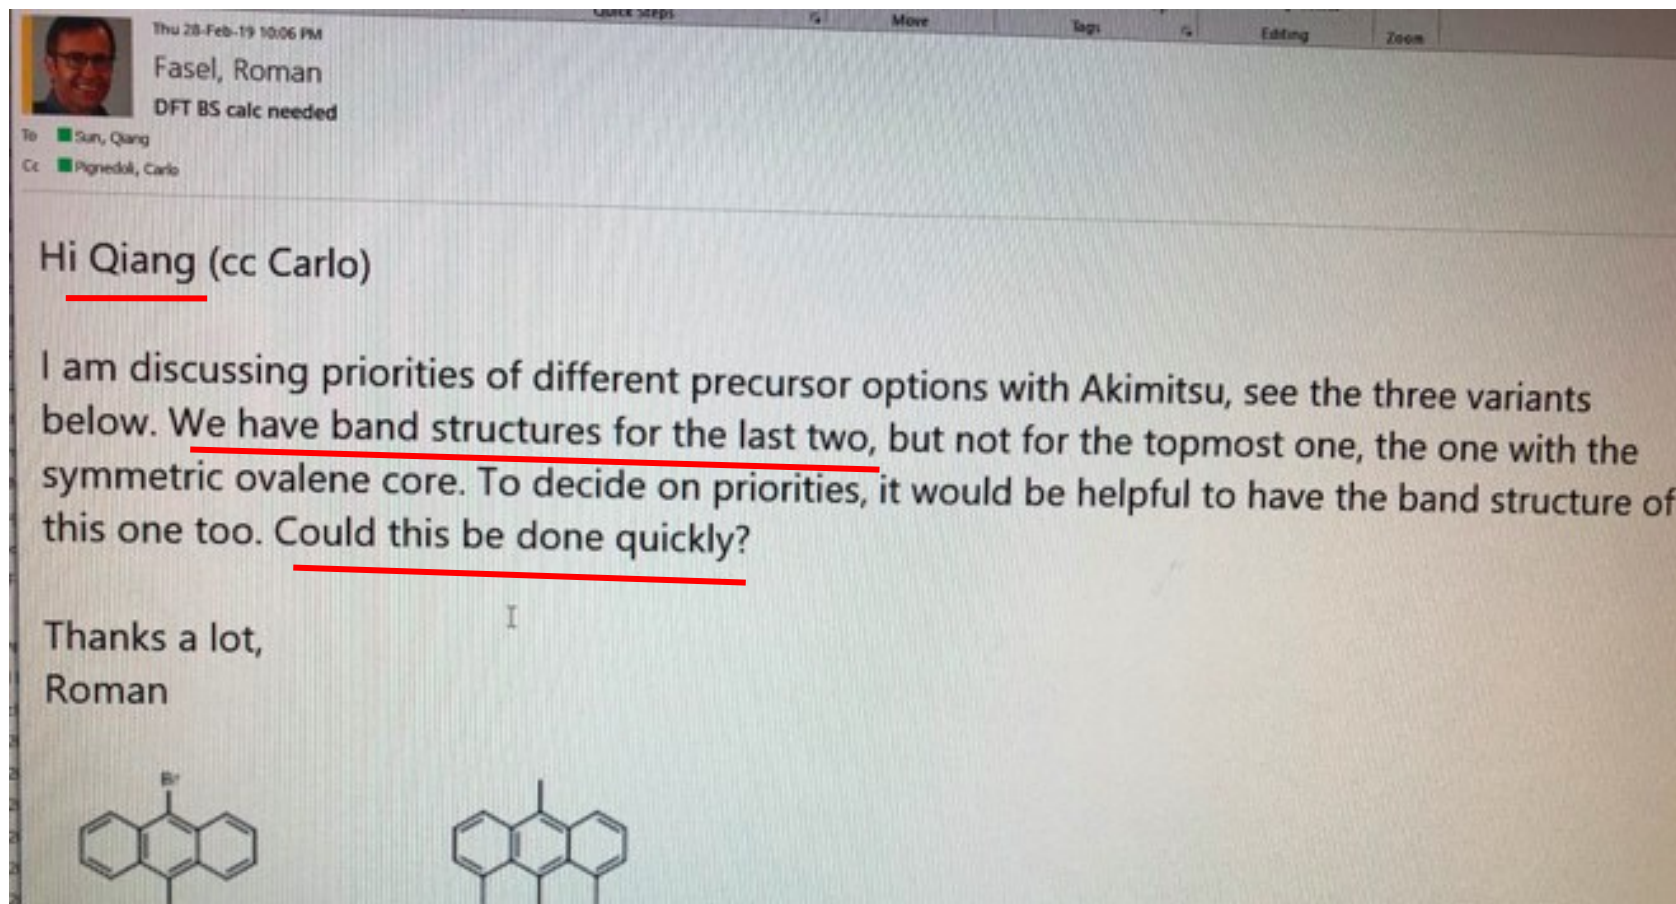 Quick Steps
Move
Tags
Editing
Zoom
Thu 28-Feb-19 10:06 PM
Fasel, Roman
DFT BS calc needed
To Sun, Qiang
Cc Pignedoli, Carlo
Hi Qiang (cc Carlo)
I am discussing priorities of different precursor options with Akimitsu, see the three variants
below. We have band structures for the last two, but not for the topmost one, the one with the
symmetric ovalene core. To decide on priorities, it would be helpful to have the band structure of
this one too. Could this be done quickly?
Thanks a lot,
Roman
Br